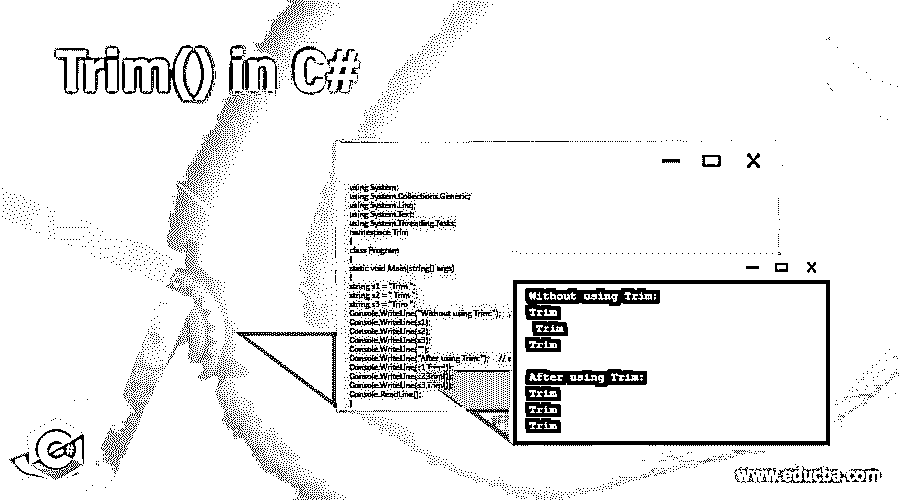 Trim() in C#
using System;
using System.Collections.Generic;
using System.Linq;
using System.Text;
using System.Threading.Tasks;
namespace Trim
{
class Program
{
static void Main(string[] args)
{
string s1 = "Trim ";
string s2 = " Trim ";
string s3 = "Trim ";
Console.WriteLine("Without using Trim:");
Console.WriteLine(s1);
Console.WriteLine(s2);
Console.WriteLine(s3);
Console.WriteLine("");
Console.WriteLine("After using Trim:"); //
Console.WriteLine(s1.Trim());
Console.WriteLine(s2.Trim());
Console.WriteLine(s3.Trim());
Console.ReadLine();
}
Without using Trim:
Trim
Trim
Trim
After using Trim:
Trim
Trim
Trim
C#
www.educba.com